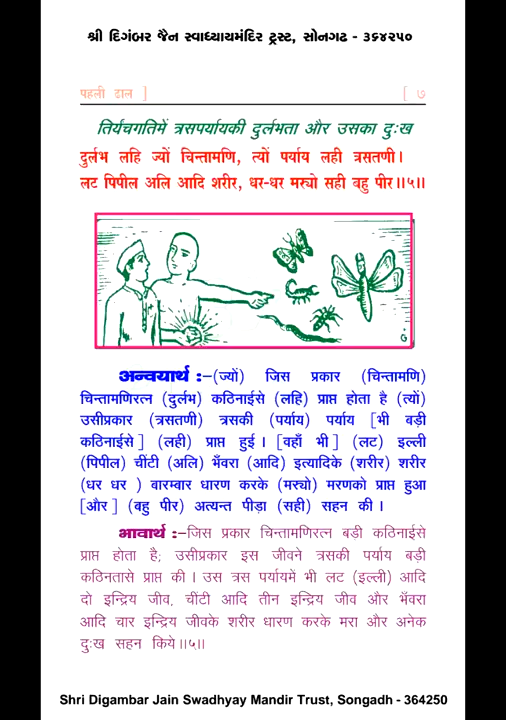 શ્રી દિગંબર જૈન સ્વાધ્યાયમંદિર ટ્રસ્ટ, સોનગઢ - ૩૬૪૨૫૦
पहली ढाल ]
[ ७
तिर्यंचगतिमें त्रसपर्यायकी दुर्लभता और उसका दुःख
दुर्लभ लहि ज्यों चिन्तामणि, त्यों पर्याय लही त्रसतणी।
लट पिपील अलि आदि शरीर, धर-धर मर्यो सही बहु पीर॥५॥
अन्वयार्थ :–(ज्यों) जिस प्रकार (चिन्तामणि)
चिन्तामणिरत्न (दुर्लभ) कठिनाईसे (लहि) प्राप्त होता है (त्यों)
उसीप्रकार (त्रसतणी) त्रसकी (पर्याय) पर्याय [भी बड़ी
कठिनाईसे] (लही) प्राप्त हुई। [वहाँ भी] (लट) इल्ली
(पिपील) चींटी (अलि) भँवरा (आदि) इत्यादिके (शरीर) शरीर
(धर धर ) बारम्बार धारण करके (मर्यो) मरणको प्राप्त हुआ
[और] (बहु पीर) अत्यन्त पीड़ा (सही) सहन की।
भावार्थ :–जिस प्रकार चिन्तामणिरत्न बड़ी कठिनाईसे
प्राप्त होता है; उसीप्रकार इस जीवने त्रसकी पर्याय बड़ी
कठिनतासे प्राप्त की। उस त्रस पर्यायमें भी लट (इल्ली) आदि
दो इन्द्रिय जीव, चींटी आदि तीन इन्द्रिय जीव और भँवरा
आदि चार इन्द्रिय जीवके शरीर धारण करके मरा और अनेक
दुःख सहन किये॥५॥
Shri Digambar Jain Swadhyay Mandir Trust, Songadh - 364250